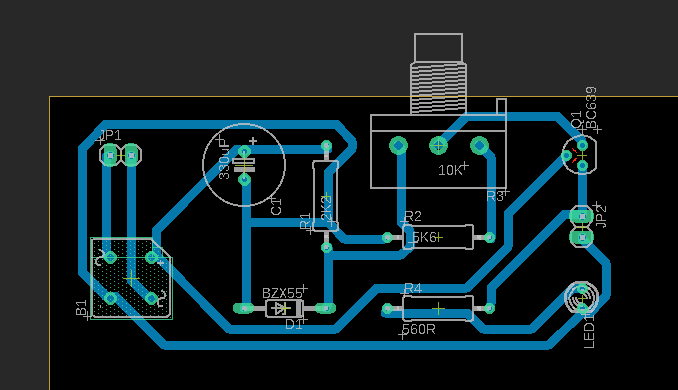 BC639
Q1
JP1
330uF
10K
C1
R3
2K2
R1
R2
5K6
JP2
BZX55
R4
B1
D1
560R
LED1